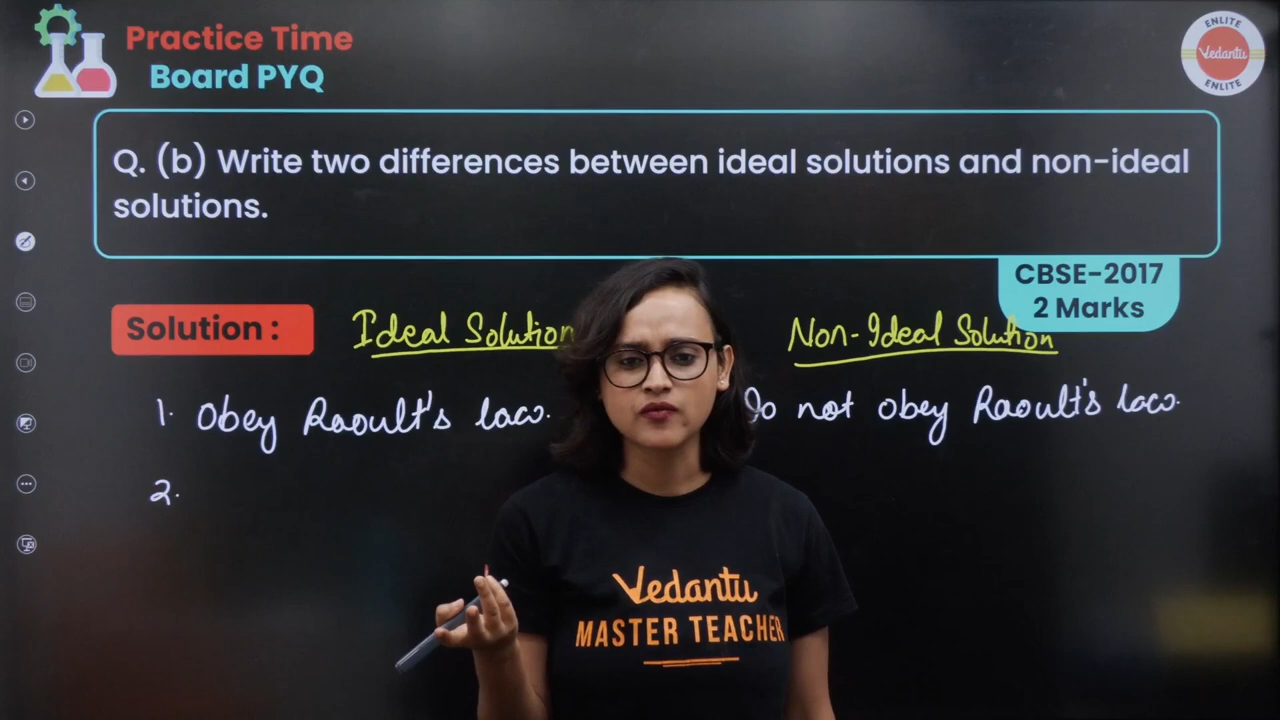 Practice Time
Board PYQ
ENLITE
Vedantu
ENLITE
Q. (b) Write two differences between ideal solutions and non-ideal
solutions.
CBSE-2017
2 Marks
Solution :
Ideal Solution
Non-Ideal Solution
1. Obey Raoult's law.
Do not obey Raoult's law.
2.
Vedantu
MASTER TEACHER